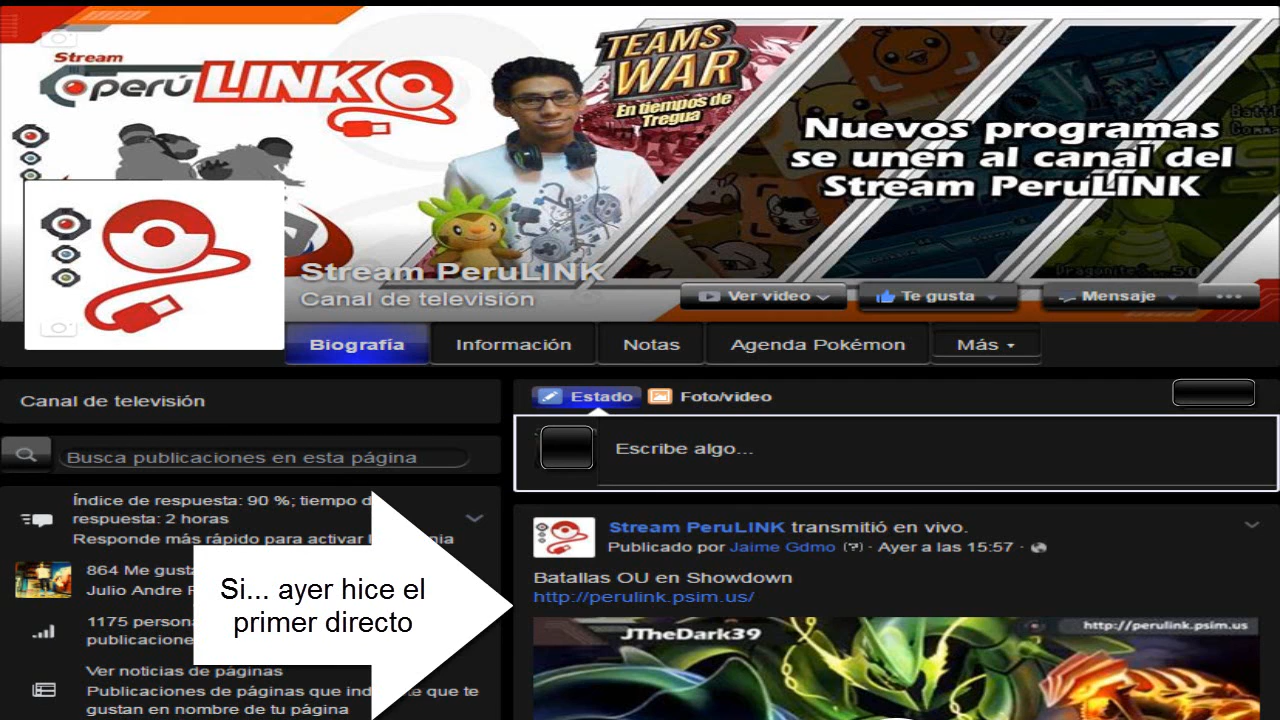 Stream
perú LINK
TEAMS
WAR
En tiempos de
Tregua
Nuevos programas
se unen al canal del
Stream PeruLINK
Stream PeruLINK
Canal de televisión
Ver video
Te gusta
Mensaje
Biografía
Información
Notas
Agenda Pokémon
Más
Canal de televisión
Busca publicaciones en esta página
Índice de respuesta: 90 %; tiempo d
respuesta: 2 horas
Responde más rápido para activar
864 Me gust
Julio Andre
1175 person
publicacione
Ver noticias de páginas
Publicaciones de páginas que ind te que te
gustan en nombre de tu página
Si... ayer hice el
primer directo
Estado
Foto/video
Escribe algo...
Stream PeruLINK transmitió en vivo.
Publicado por Jaime Gdmo (?) · Ayer a las 15:57 ·
Batallas OU en Showdown
http://perulink.psim.us/
JTheDark39
http://perulink.psim.us